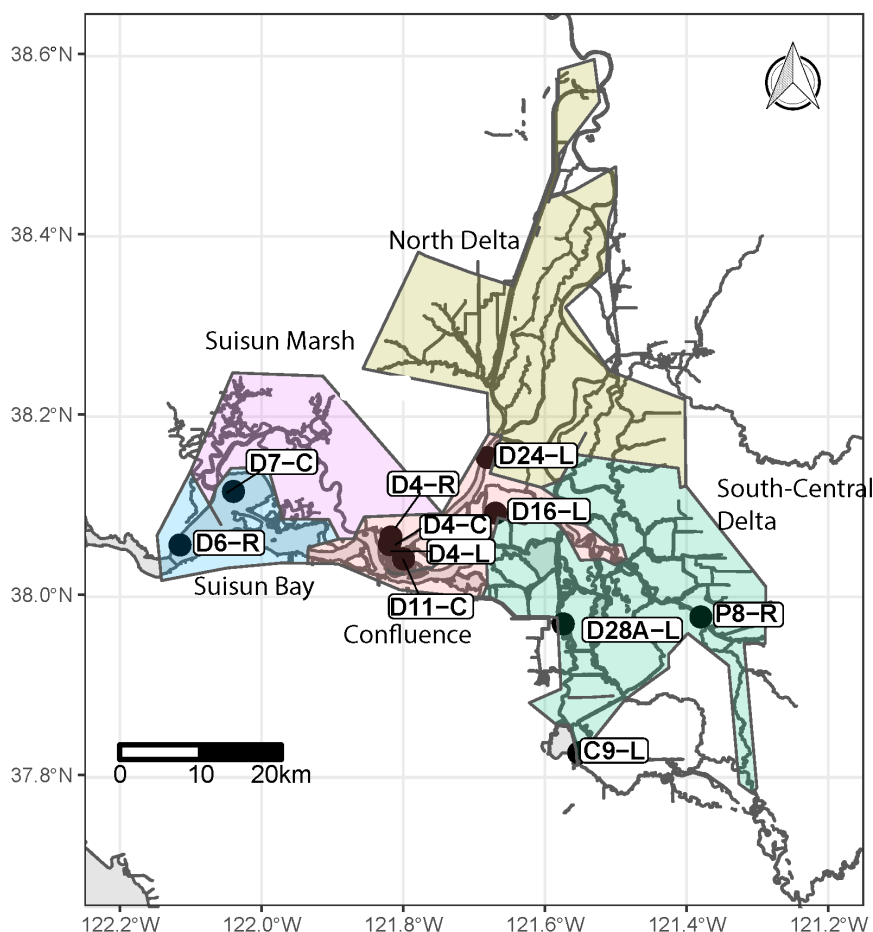 38.6°N
38.4°N
38.2°N
38.0°N
37.8°N
North Delta
Suisun Marsh
D24−L
D7−C
D4−R
D16−L
South-Central
Delta
D4−C
D6−R
D4−L
Suisun Bay
D11−C
P8−R
D28A−L
Confluence
C9−L
0 10 20km
122.2°W 122.0°W 121.8°W 121.6°W 121.4°W 121.2°W